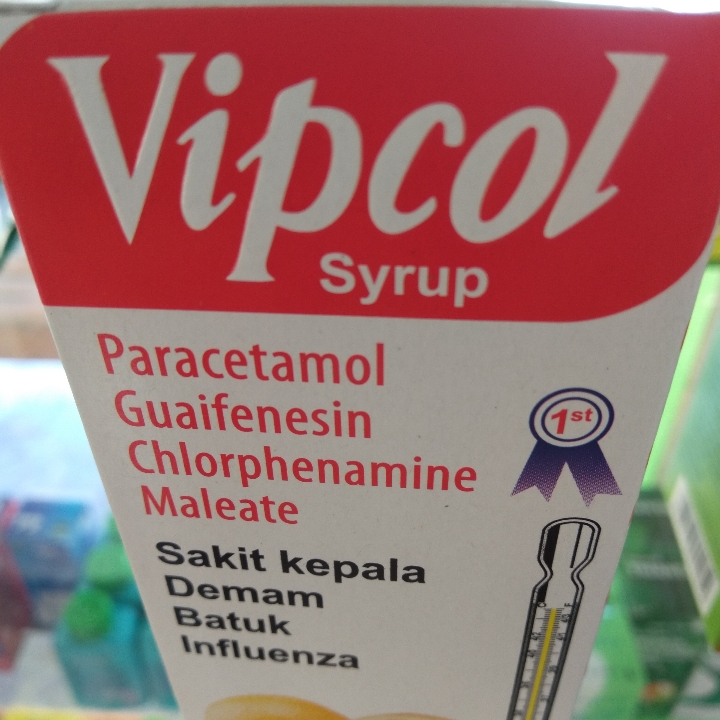 Vipcol
Syrup
Paracetamol
Guaifenesin
Chlorphenamine
Maleate
1st
Sakit kepala
Demam
Batuk
Influenza